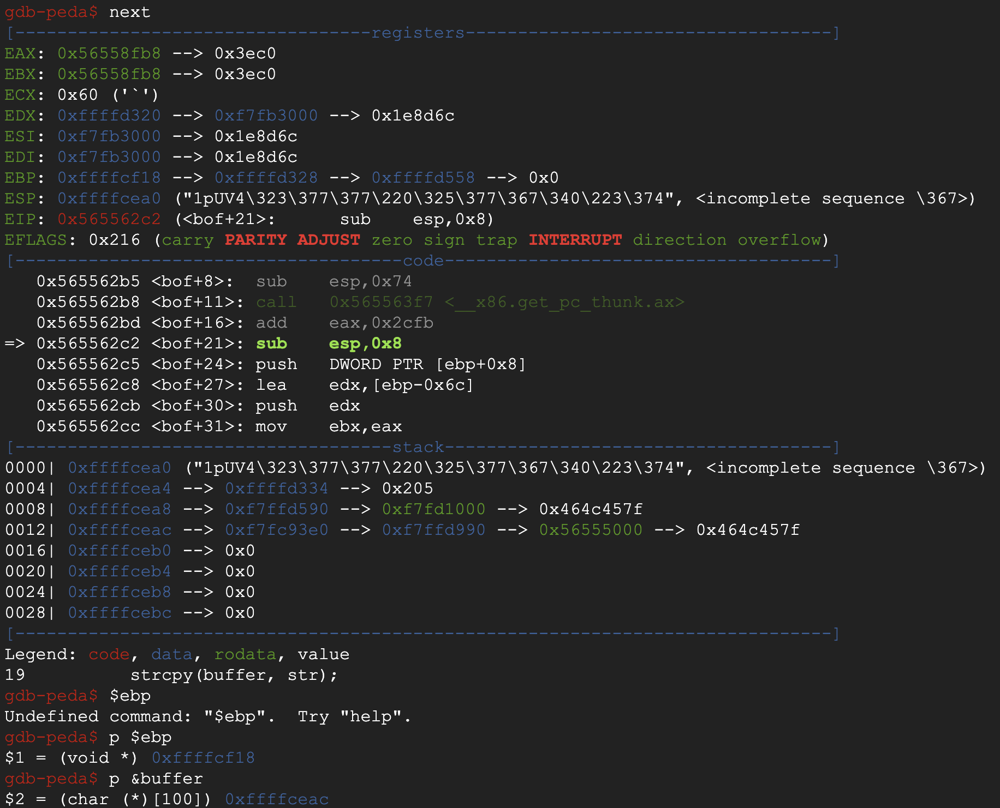 gdb-peda$ next
[----------------------------------registers-----------------------------------]
EAX: 0x56558fb8 --> 0x3ec0
EBX: 0x56558fb8 --> 0x3ec0
ECX: 0x60 ('`')
EDX: 0xffffd320 --> 0xf7fb3000 --> 0x1e8d6c
ESI: 0xf7fb3000 --> 0x1e8d6c
EDI: 0xf7fb3000 --> 0x1e8d6c
EBP: 0xffffcf18 --> 0xffffd328 --> 0xffffd558 --> 0x0
ESP: 0xffffcea0 ("1pUV4\323\377\377\220\325\377\367\340\223\374", <incomplete sequence \367>)
EIP: 0x565562c2 (<bof+21>:      sub    esp,0x8)
EFLAGS: 0x216 (carry PARITY ADJUST zero sign trap INTERRUPT direction overflow)
[-------------------------------------code-------------------------------------]
   0x565562b5 <bof+8>:  sub    esp,0x74
   0x565562b8 <bof+11>: call   0x565563f7 <__x86.get_pc_thunk.ax>
   0x565562bd <bof+16>: add    eax,0x2cfb
=> 0x565562c2 <bof+21>: sub    esp,0x8
   0x565562c5 <bof+24>: push   DWORD PTR [ebp+0x8]
   0x565562c8 <bof+27>: lea    edx,[ebp-0x6c]
   0x565562cb <bof+30>: push   edx
   0x565562cc <bof+31>: mov    ebx,eax
[------------------------------------stack-------------------------------------]
0000| 0xffffcea0 ("1pUV4\323\377\377\220\325\377\367\340\223\374", <incomplete sequence \367>)
0004| 0xffffcea4 --> 0xffffd334 --> 0x205
0008| 0xffffcea8 --> 0xf7ffd590 --> 0xf7fd1000 --> 0x464c457f
0012| 0xffffceac --> 0xf7fc93e0 --> 0xf7ffd990 --> 0x56555000 --> 0x464c457f
0016| 0xffffceb0 --> 0x0
0020| 0xffffceb4 --> 0x0
0024| 0xffffceb8 --> 0x0
0028| 0xffffcebc --> 0x0
[------------------------------------------------------------------------------]
Legend: code, data, rodata, value
19          strcpy(buffer, str);
gdb-peda$ $ebp
Undefined command: "$ebp".  Try "help".
gdb-peda$ p $ebp
$1 = (void *) 0xffffcf18
gdb-peda$ p &buffer
$2 = (char (*)[100]) 0xffffceac